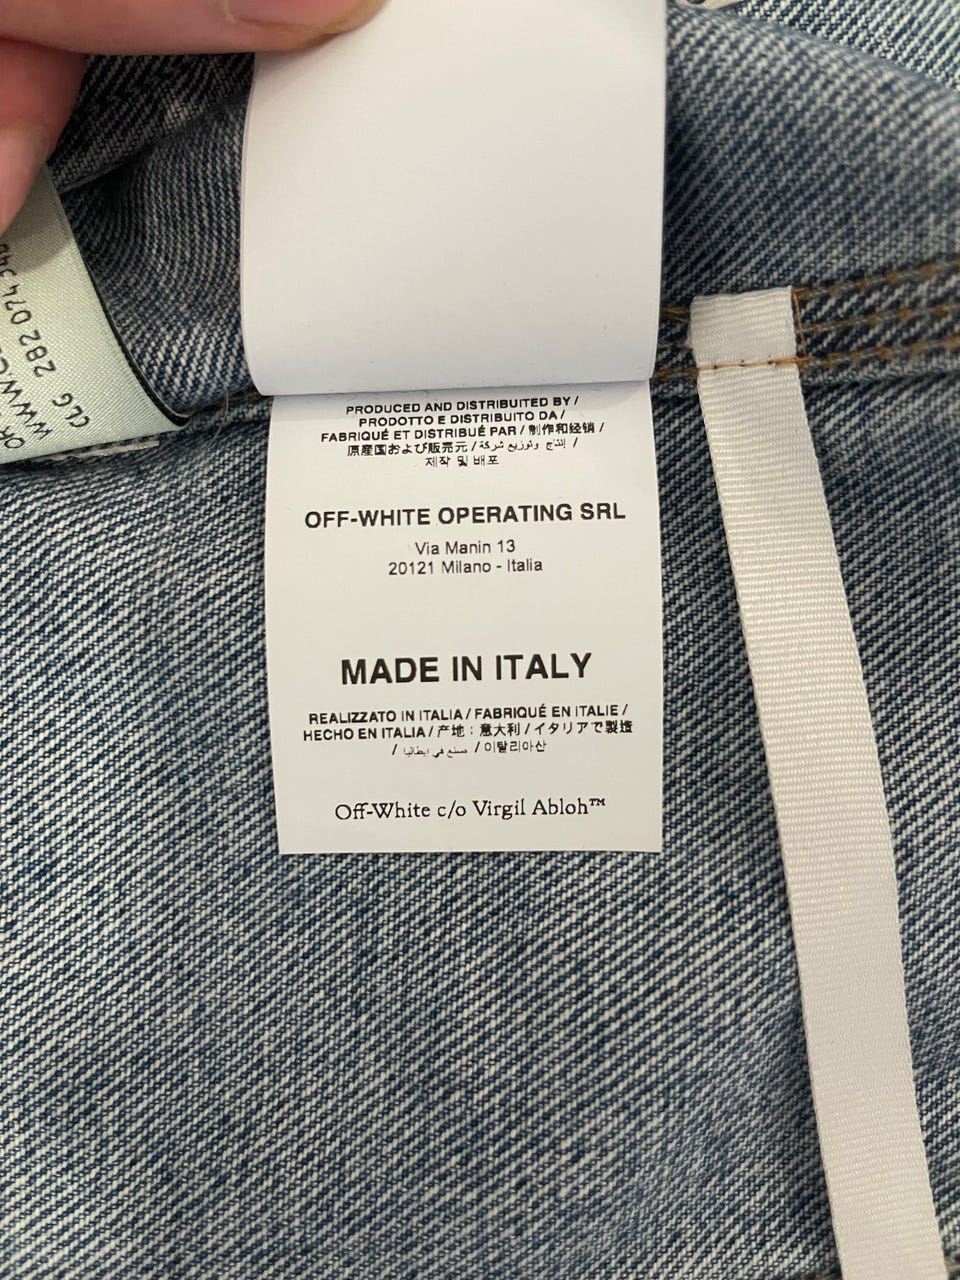 PRODUCED AND DISTRIBUTED BY /
PRODOTTO E DISTRIBUITO DA /
FABRIQUÉ ET DISTRIBUÉ PAR / 制作和经销 /
原産国および販売元 / إنتاج وتوزيع شركة /
제작 및 배포
OFF-WHITE OPERATING SRL
Via Manin 13
20121 Milano - Italia
MADE IN ITALY
REALIZZATO IN ITALIA / FABRIQUÉ EN ITALIE /
HECHO EN ITALIA / 产地：意大利 / イタリアで製造
/ صنع في إيطاليا / 이탈리아산
Off-White c/o Virgil Abloh™
CLG 282 074